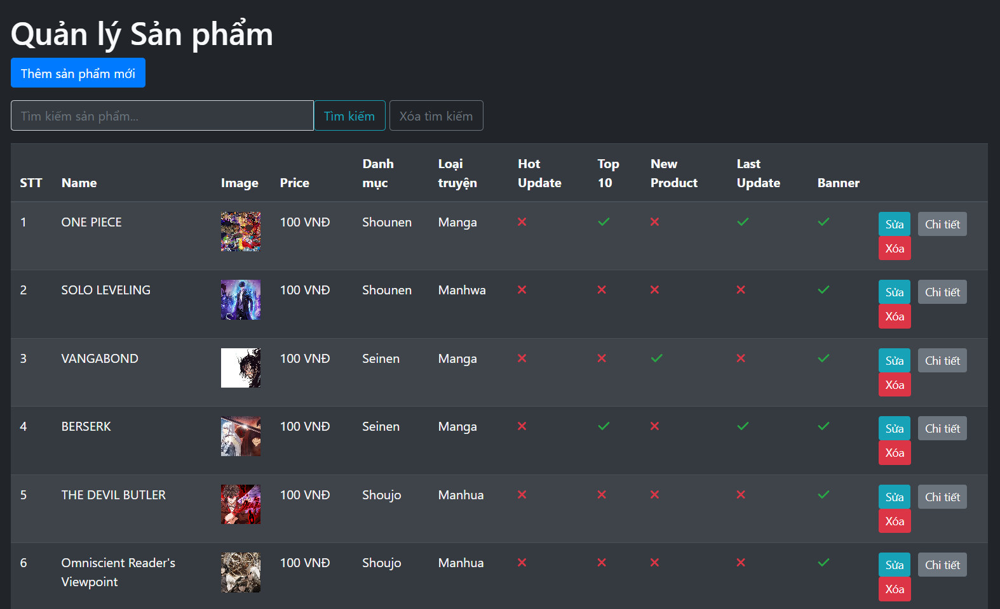 Quản lý Sản phẩm
Thêm sản phẩm mới
Tìm kiếm sản phẩm... Tìm kiếm Xóa tìm kiếm
STT Name Image Price Danh mục Loại truyện Hot Update Top 10 New Product Last Update Banner
1 ONE PIECE 100 VNĐ Shounen Manga Sửa Chi tiết
Xóa
2 SOLO LEVELING 100 VNĐ Shounen Manhwa Sửa Chi tiết
Xóa
3 VANGABOND 100 VNĐ Seinen Manga Sửa Chi tiết
Xóa
4 BERSERK 100 VNĐ Seinen Manga Sửa Chi tiết
Xóa
5 THE DEVIL BUTLER 100 VNĐ Shoujo Manhua Sửa Chi tiết
Xóa
6 Omniscient Reader's Viewpoint 100 VNĐ Shoujo Manhua Sửa Chi tiết
Xóa